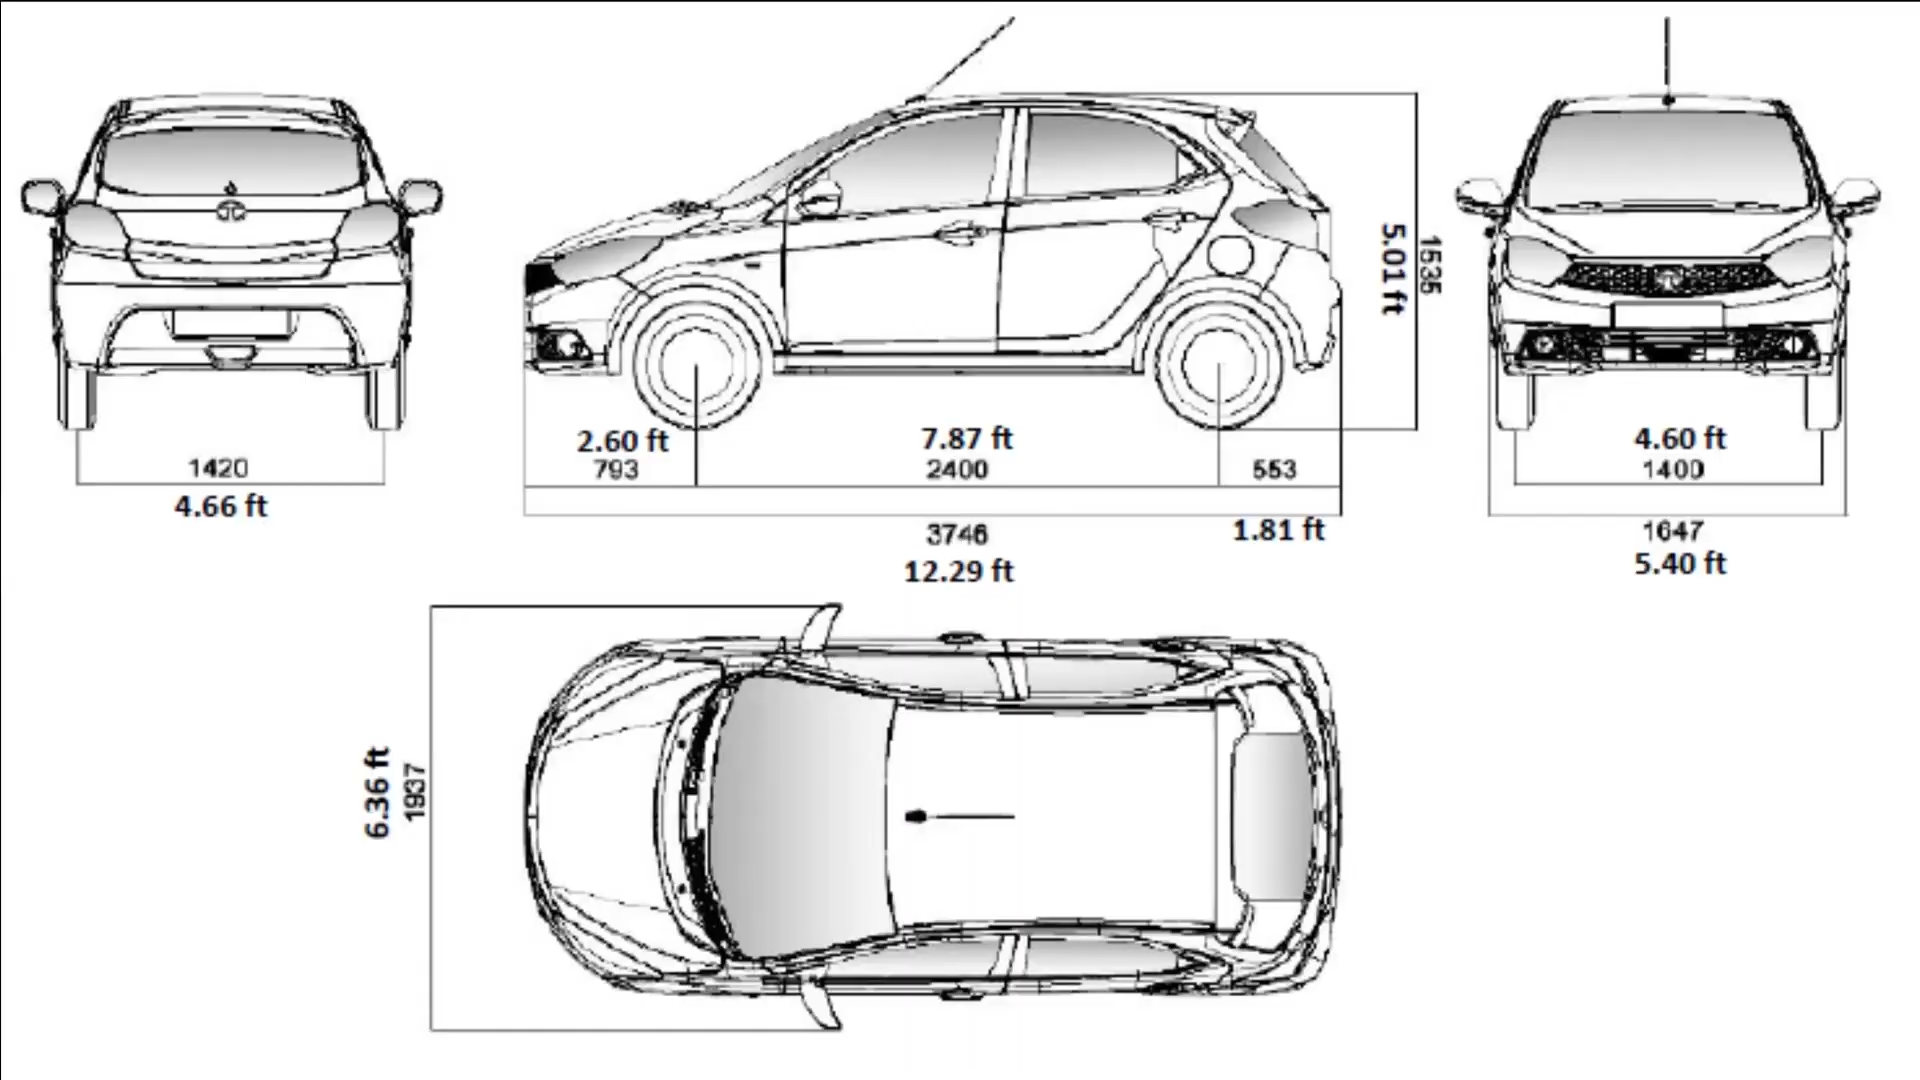 1420
4.66 ft
2.60 ft
793
7.87 ft
2400
553
3746
12.29 ft
1.81 ft
5.01 ft
1535
4.60 ft
1400
1647
5.40 ft
6.36 ft
1937